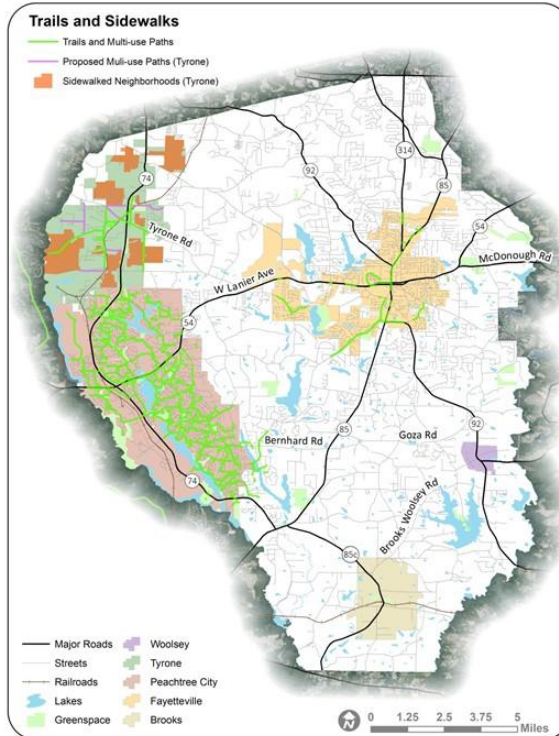 Trails and Sidewalks
Trails and Multi-use Paths
Proposed Muli-use Paths (Tyrone)
Sidewalked Neighborhoods (Tyrone)
74
92
314
85
54
Tyrone Rd
McDonough Rd
W Lanier Ave
54
Bernhard Rd
85
Goza Rd
92
74
Brooks Woolsey Rd
85c
Major Roads
Streets
Railroads
Lakes
Greenspace
Woolsey
Tyrone
Peachtree City
Fayetteville
Brooks
N
0 1.25 2.5 3.75 5
Miles